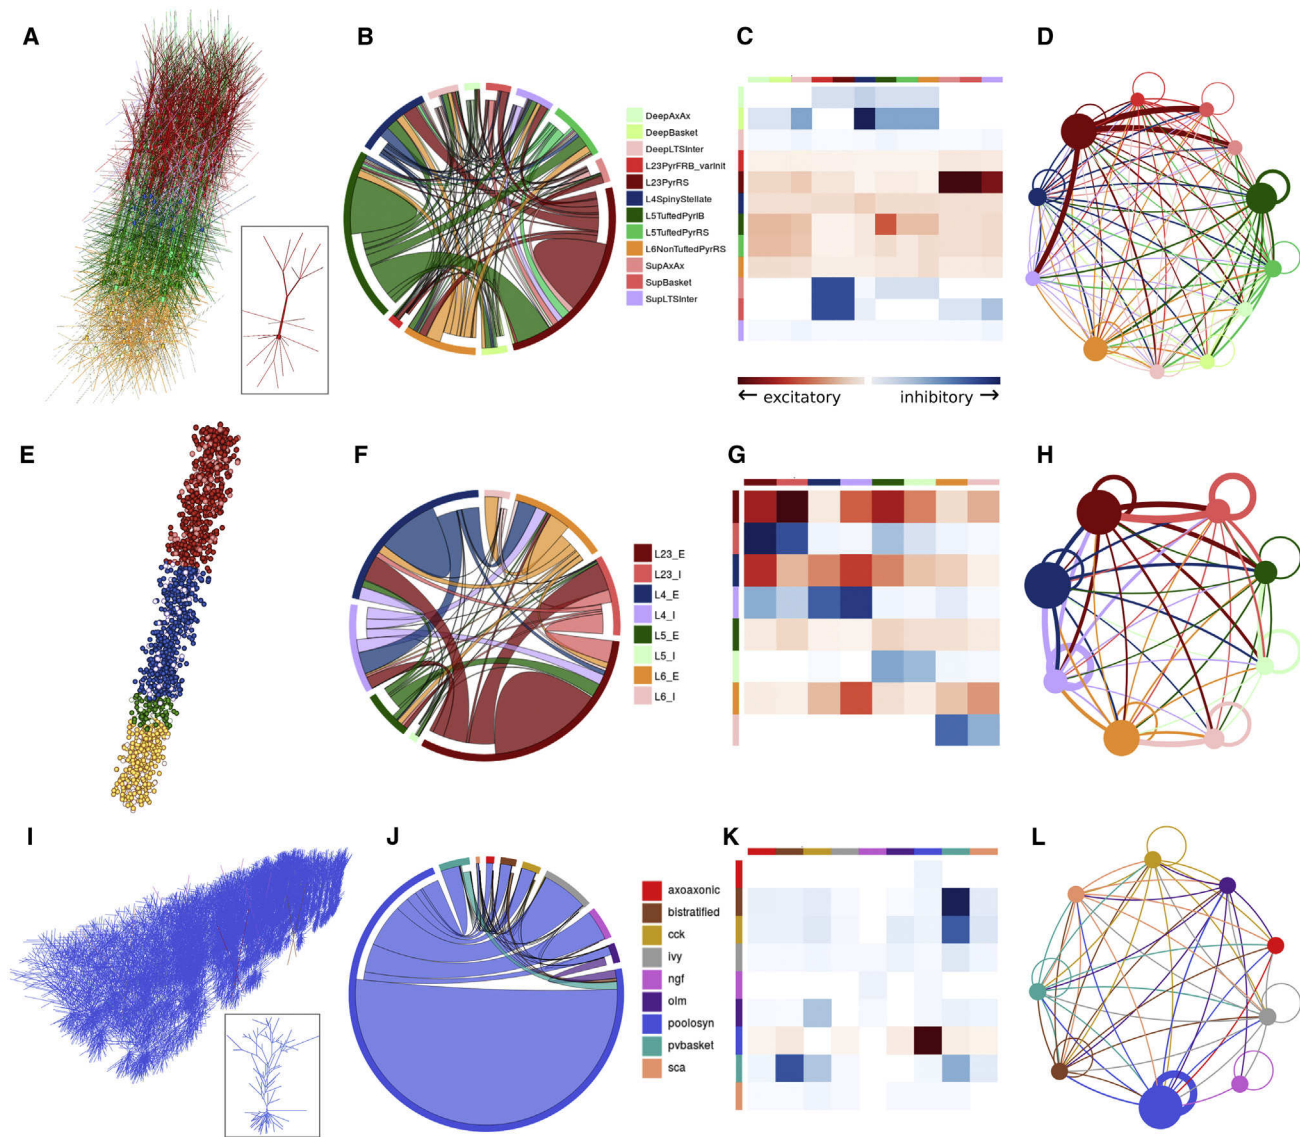 A
B
C
D
DeepAxAx
DeepBasket
DeepLTSInter
L23PyrFRB_varInit
L23PyrRS
L4SpinyStellate
L5TuftedPyrIB
L5TuftedPyrRS
L6NonTuftedPyrRS
SupAxAx
SupBasket
SupLTSInter
← excitatory inhibitory →
E
F
G
H
L23_E
L23_I
L4_E
L4_I
L5_E
L5_I
L6_E
L6_I
I
J
K
L
axoaxonic
bistratified
cck
ivy
ngf
olm
poolosyn
pvbasket
sca